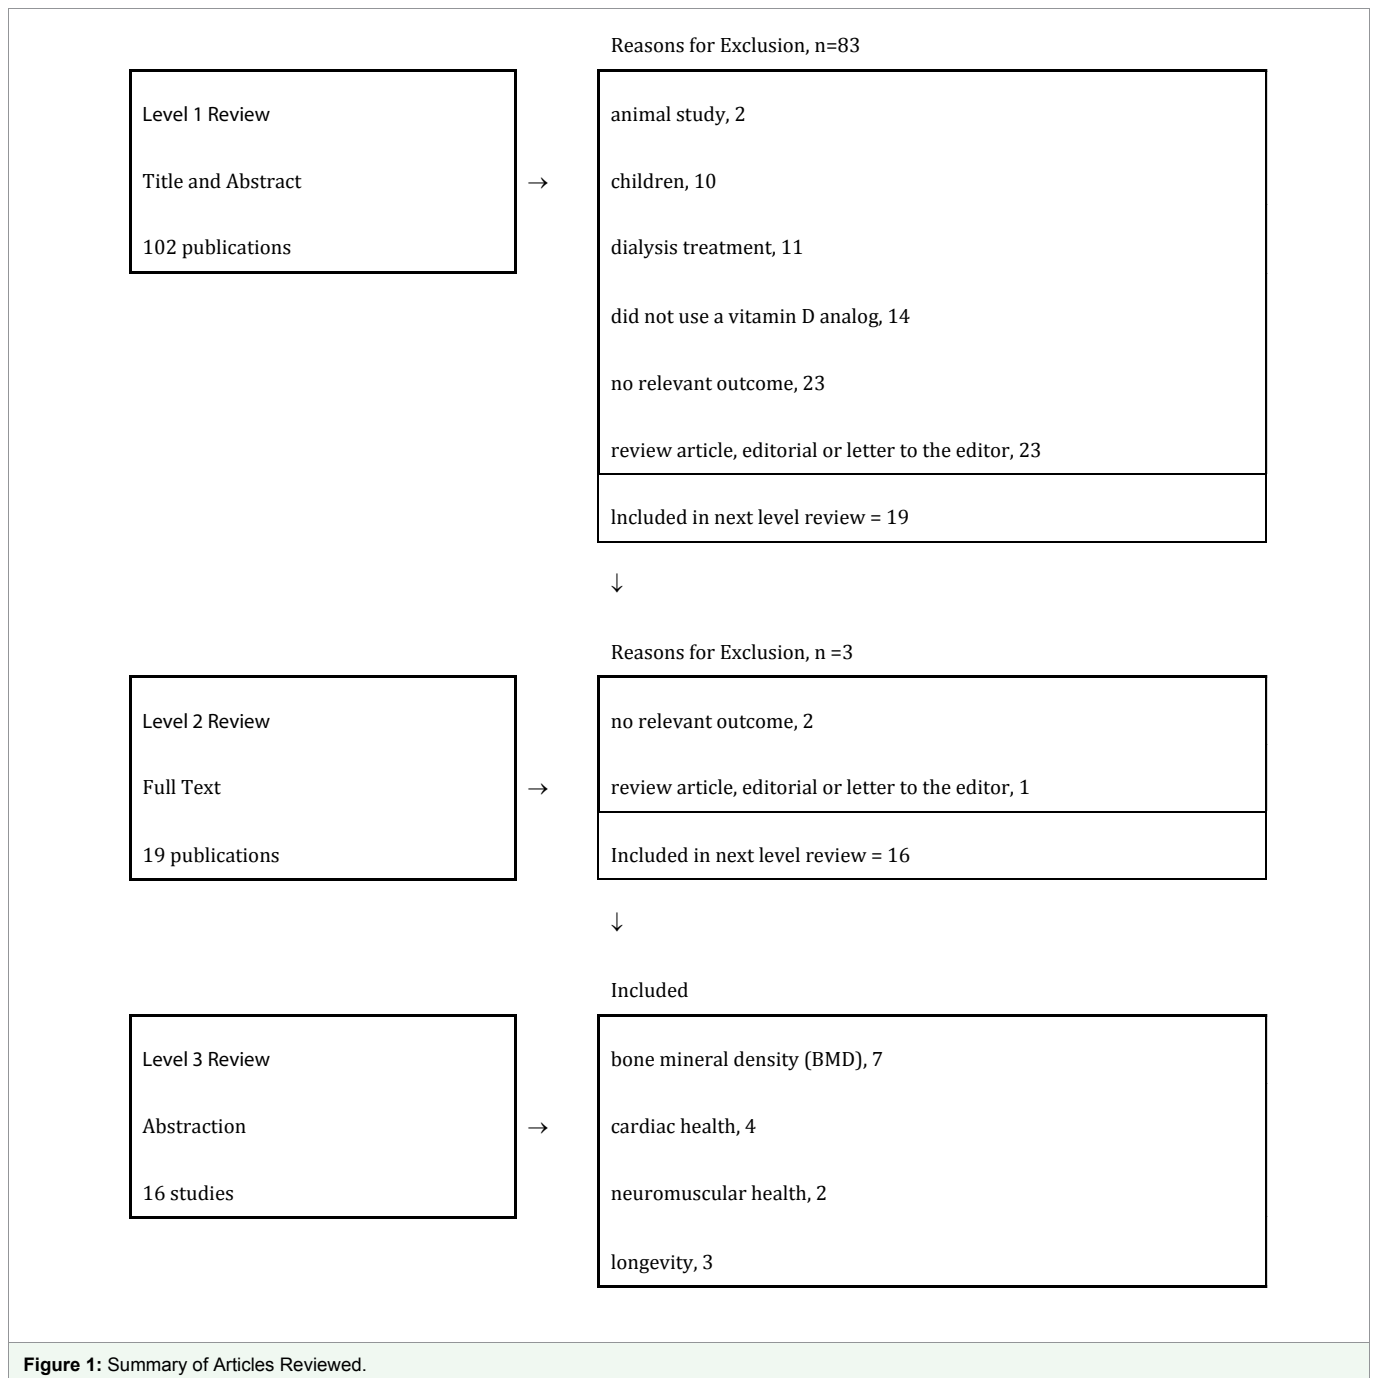 Reasons for Exclusion, n=83
Level 1 Review
Title and Abstract
102 publications
→
animal study, 2
children, 10
dialysis treatment, 11
did not use a vitamin D analog, 14
no relevant outcome, 23
review article, editorial or letter to the editor, 23
Included in next level review = 19
↓
Reasons for Exclusion, n =3
Level 2 Review
Full Text
19 publications
→
no relevant outcome, 2
review article, editorial or letter to the editor, 1
Included in next level review = 16
↓
Included
Level 3 Review
Abstraction
16 studies
→
bone mineral density (BMD), 7
cardiac health, 4
neuromuscular health, 2
longevity, 3
Figure 1: Summary of Articles Reviewed.